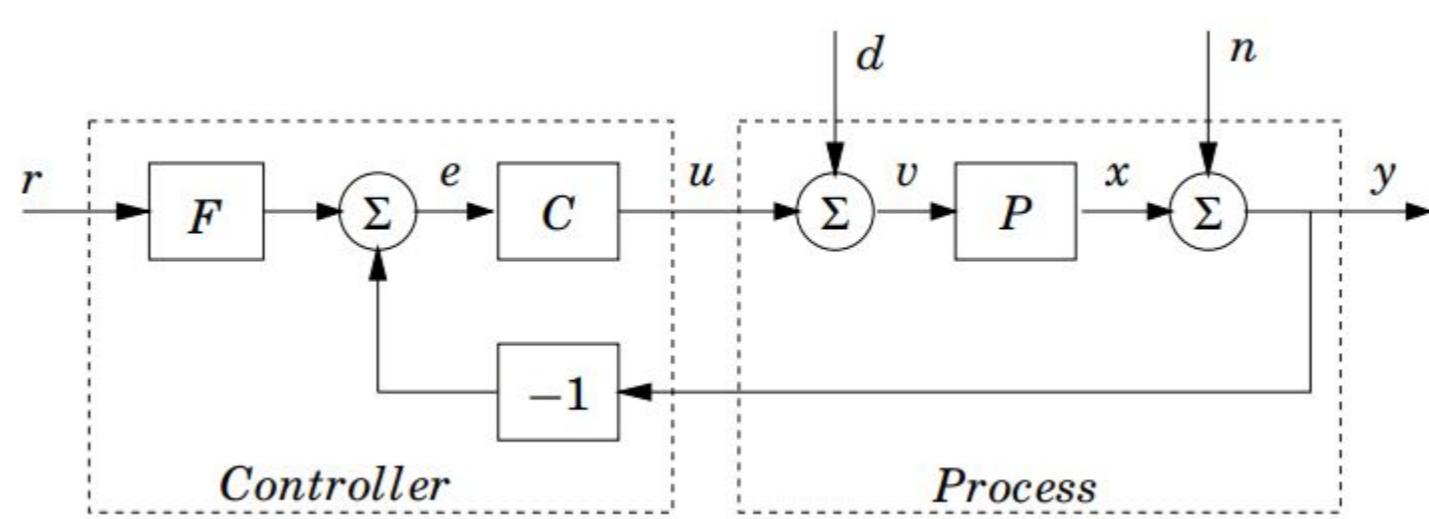 d n
r F Σ e C u Σ v P x Σ y
−1
Controller Process